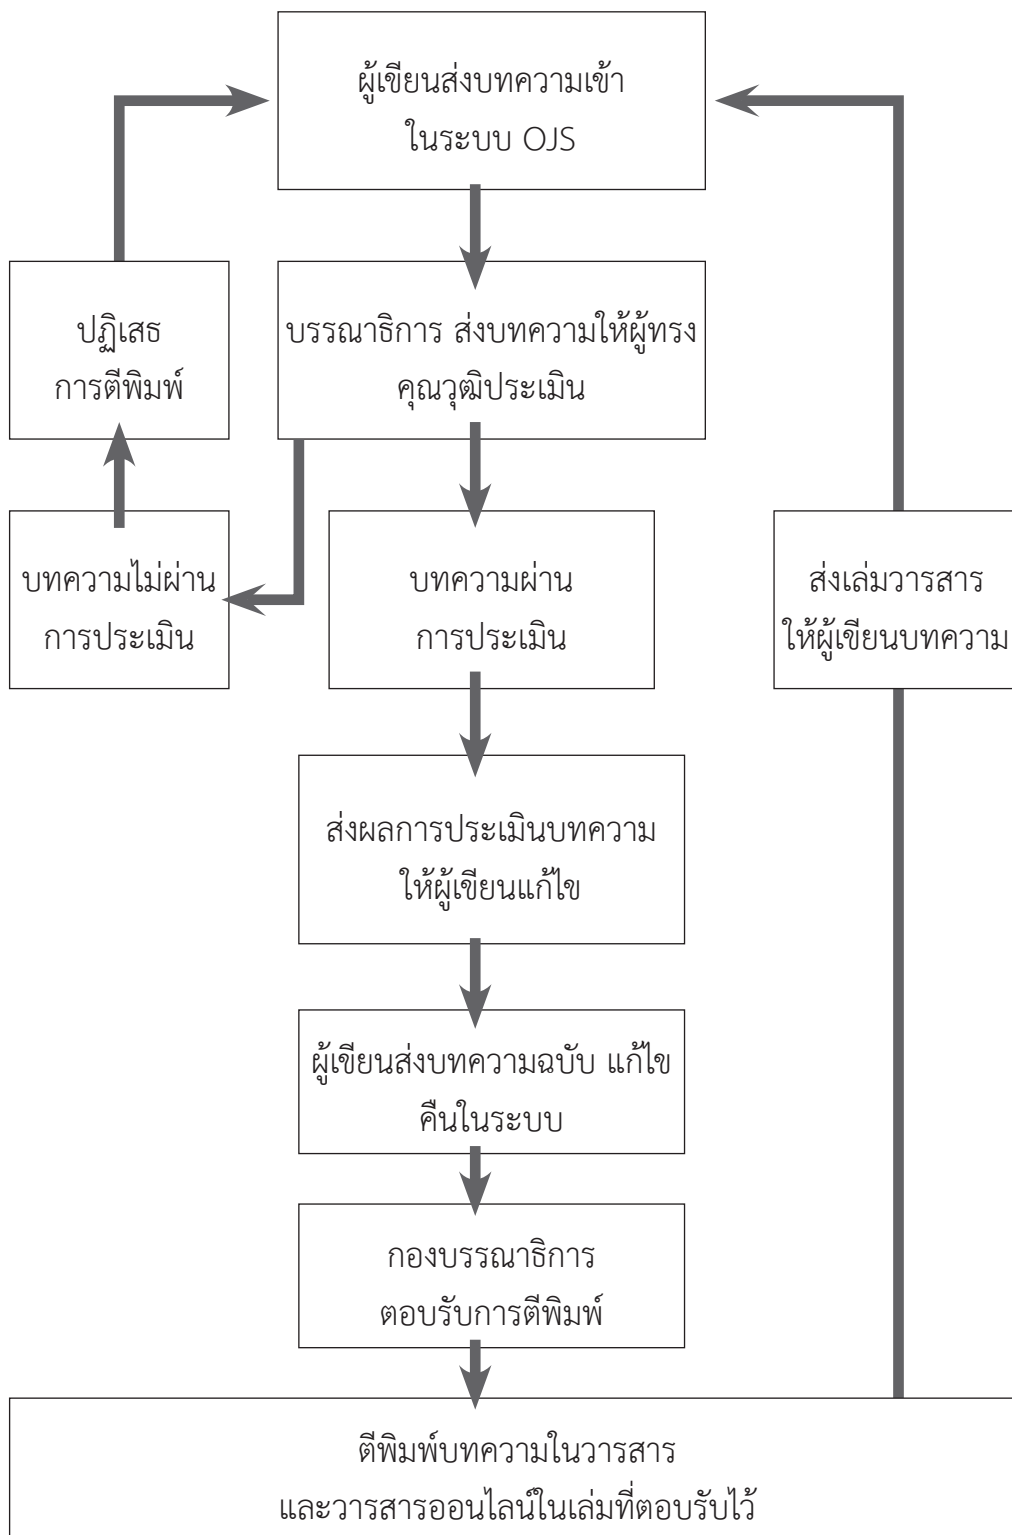 ผู้เขียนส่งบทความเข้า
ในระบบ OJS
ปฏิเสธ
การตีพิมพ์
บรรณาธิการ ส่งบทความให้ผู้ทรง
คุณวุฒิประเมิน
บทความไม่ผ่าน
การประเมิน
บทความผ่าน
การประเมิน
ส่งเล่มวารสาร
ให้ผู้เขียนบทความ
ส่งผลการประเมินบทความ
ให้ผู้เขียนแก้ไข
ผู้เขียนส่งบทความฉบับ แก้ไข
คืนในระบบ
กองบรรณาธิการ
ตอบรับการตีพิมพ์
ตีพิมพ์บทความในวารสาร
และวารสารออนไลน์ในเล่มที่ตอบรับไว้